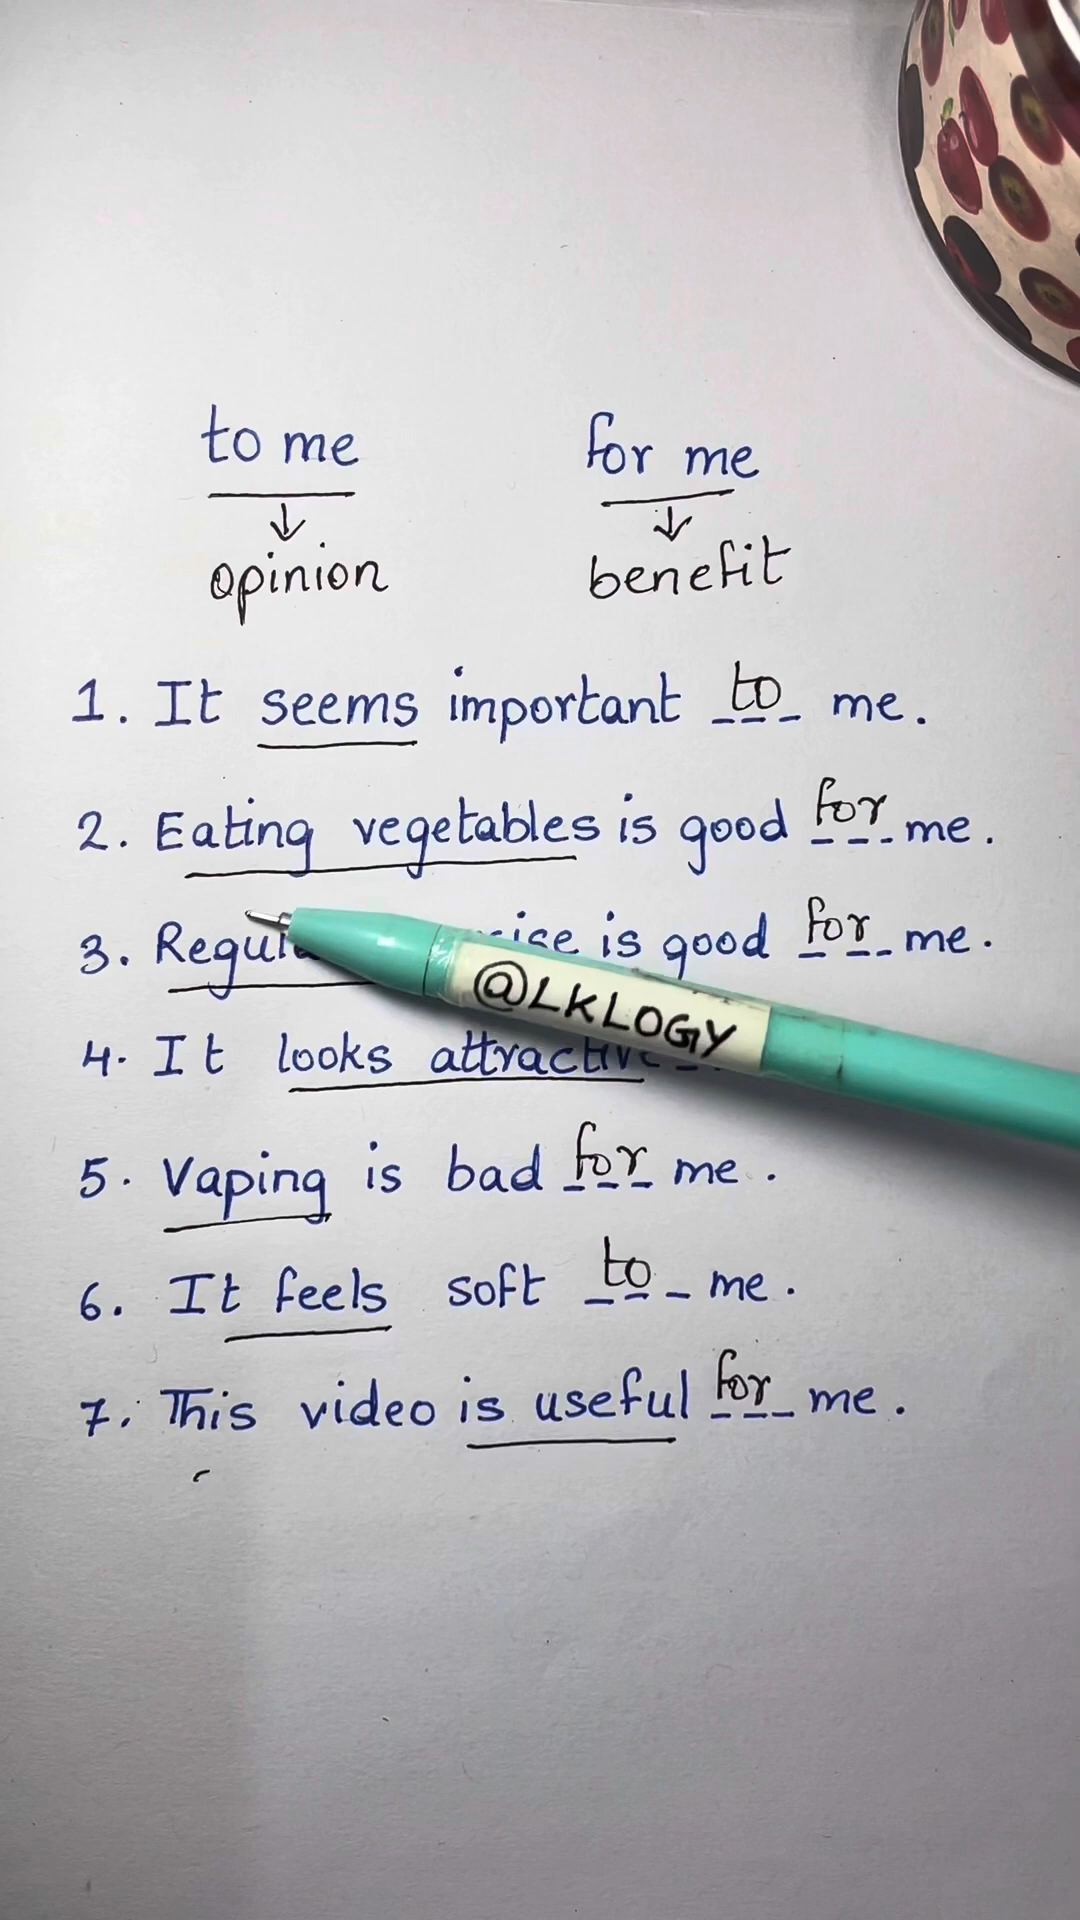 to me for me
opinion benefit
1. It seems important to me.
2. Eating vegetables is good for me.
3. is good for me.
@LKLOGY
4. It looks
5. Vaping is bad for me.
6. It feels soft to me.
7. This video is useful for me.